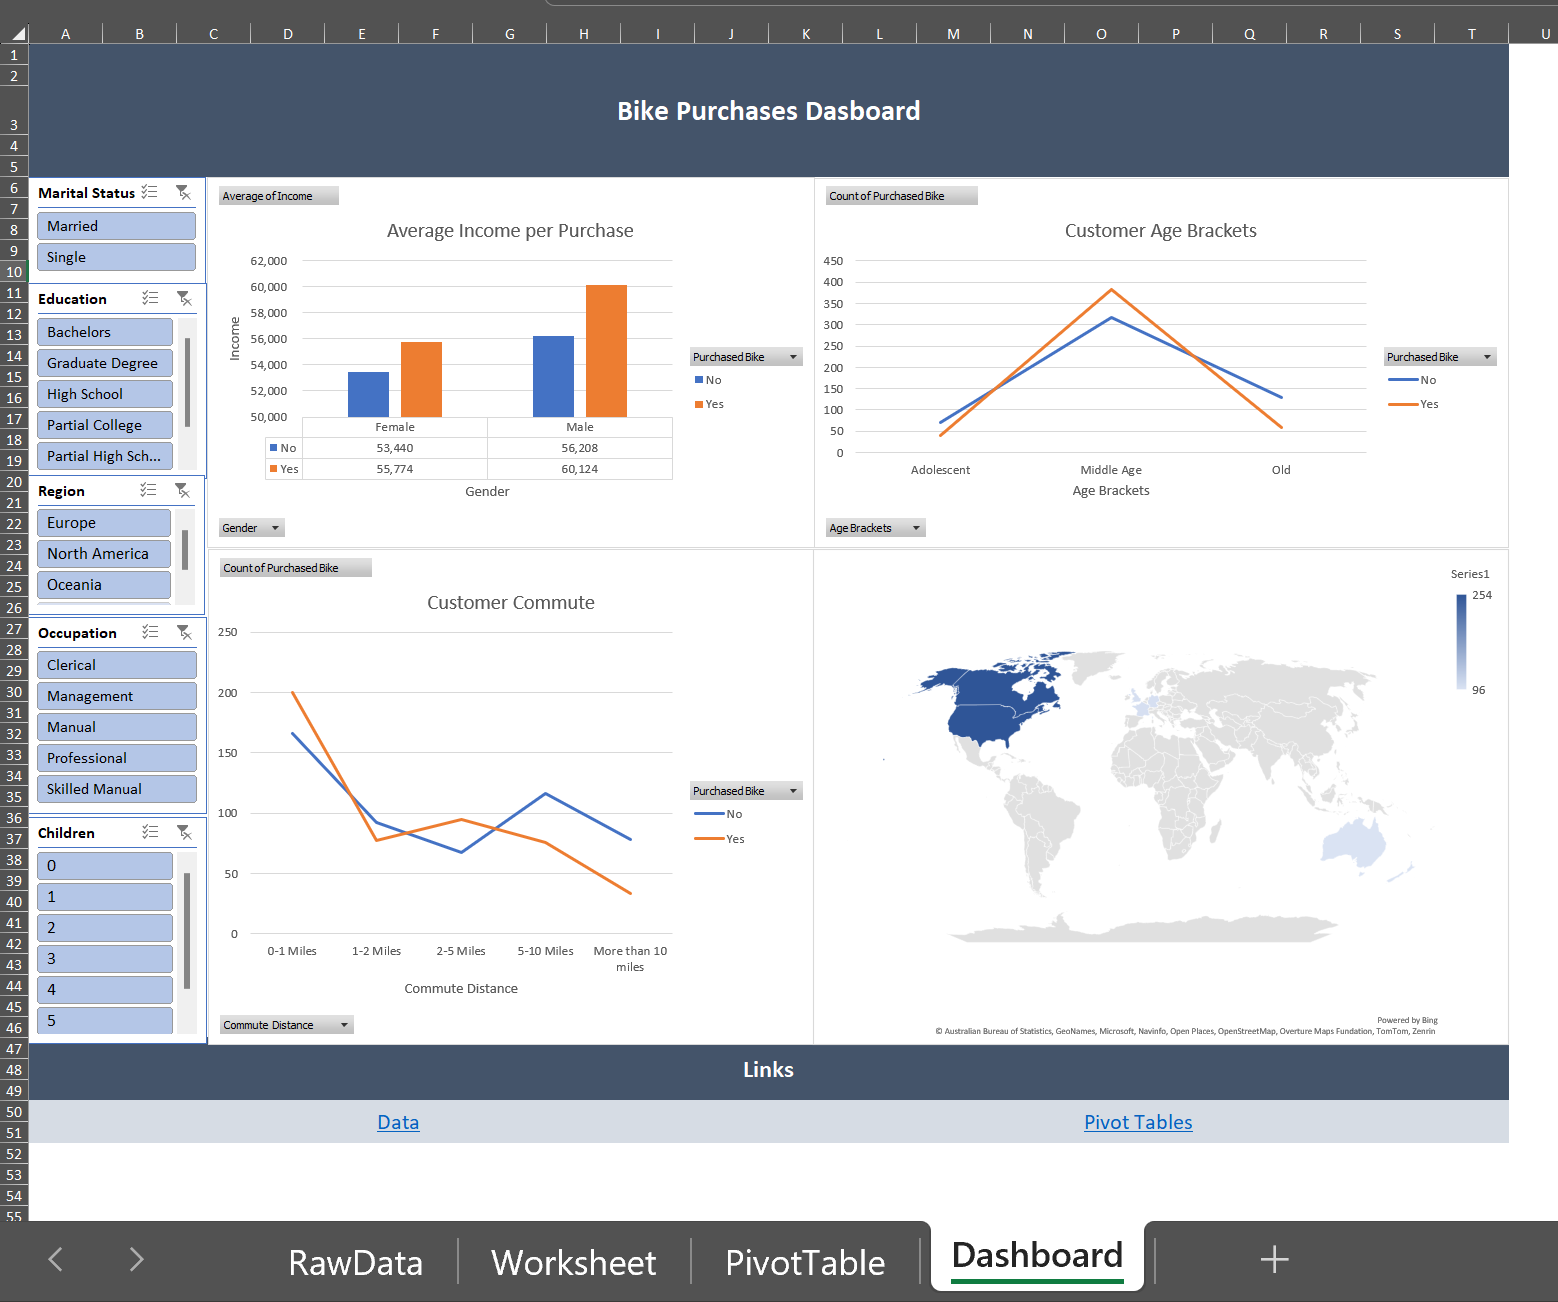 A B C D E F G H I J K L M N O P Q R S T U
1
2
3
4
5
6
7
8
9
10
11
12
13
14
15
16
17
18
19
20
21
22
23
24
25
26
27
28
29
30
31
32
33
34
35
36
37
38
39
40
41
42
43
44
45
46
47
48
49
50
51
52
53
54
55
Bike Purchases Dasboard
Marital Status
Married
Single
Education
Bachelors
Graduate Degree
High School
Partial College
Partial High Sch...
Region
Europe
North America
Oceania
Occupation
Clerical
Management
Manual
Professional
Skilled Manual
Children
0
1
2
3
4
5
Average of Income
Average Income per Purchase
62,000
60,000
58,000
56,000
54,000
52,000
50,000
Income
Female Male
No 53,440 56,208
Yes 55,774 60,124
Gender
Purchased Bike
No
Yes
Gender
Count of Purchased Bike
Customer Age Brackets
450
400
350
300
250
200
150
100
50
0
Adolescent Middle Age Old
Age Brackets
Purchased Bike
No
Yes
Age Brackets
Count of Purchased Bike
Customer Commute
250
200
150
100
50
0
0-1 Miles 1-2 Miles 2-5 Miles 5-10 Miles More than 10
miles
Commute Distance
Purchased Bike
No
Yes
Commute Distance
Series1
254
96
Powered by Bing
© Australian Bureau of Statistics, GeoNames, Microsoft, Navinfo, Open Places, OpenStreetMap, Overture Maps Fundation, TomTom, Zenrin
Links
Data Pivot Tables
RawData Worksheet PivotTable Dashboard